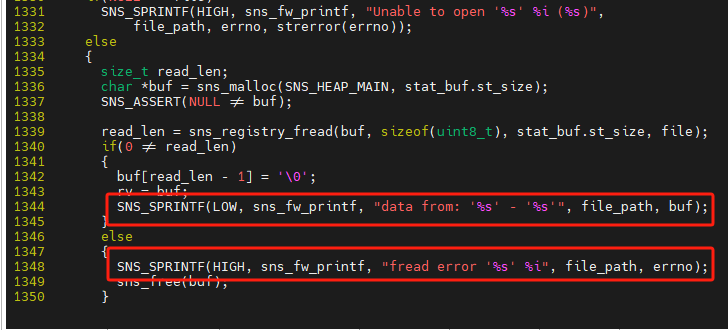 1331 SNS_SPRINTF(HIGH, sns_fw_printf, "Unable to open '%s' %i (%s)",
1332 file_path, errno, strerror(errno));
1333 else
1334 {
1335 size_t read_len;
1336 char *buf = sns_malloc(SNS_HEAP_MAIN, stat_buf.st_size);
1337 SNS_ASSERT(NULL ≠ buf);
1338
1339 read_len = sns_registry_fread(buf, sizeof(uint8_t), stat_buf.st_size, file);
1340 if(0 ≠ read_len)
1341 {
1342 buf[read_len - 1] = '\0';
1343 rv = buf;
1344 SNS_SPRINTF(LOW, sns_fw_printf, "data from: '%s' - '%s'", file_path, buf);
1345 }
1346 else
1347 {
1348 SNS_SPRINTF(HIGH, sns_fw_printf, "fread error '%s' %i", file_path, errno);
1349 sns_free(buf);
1350 }